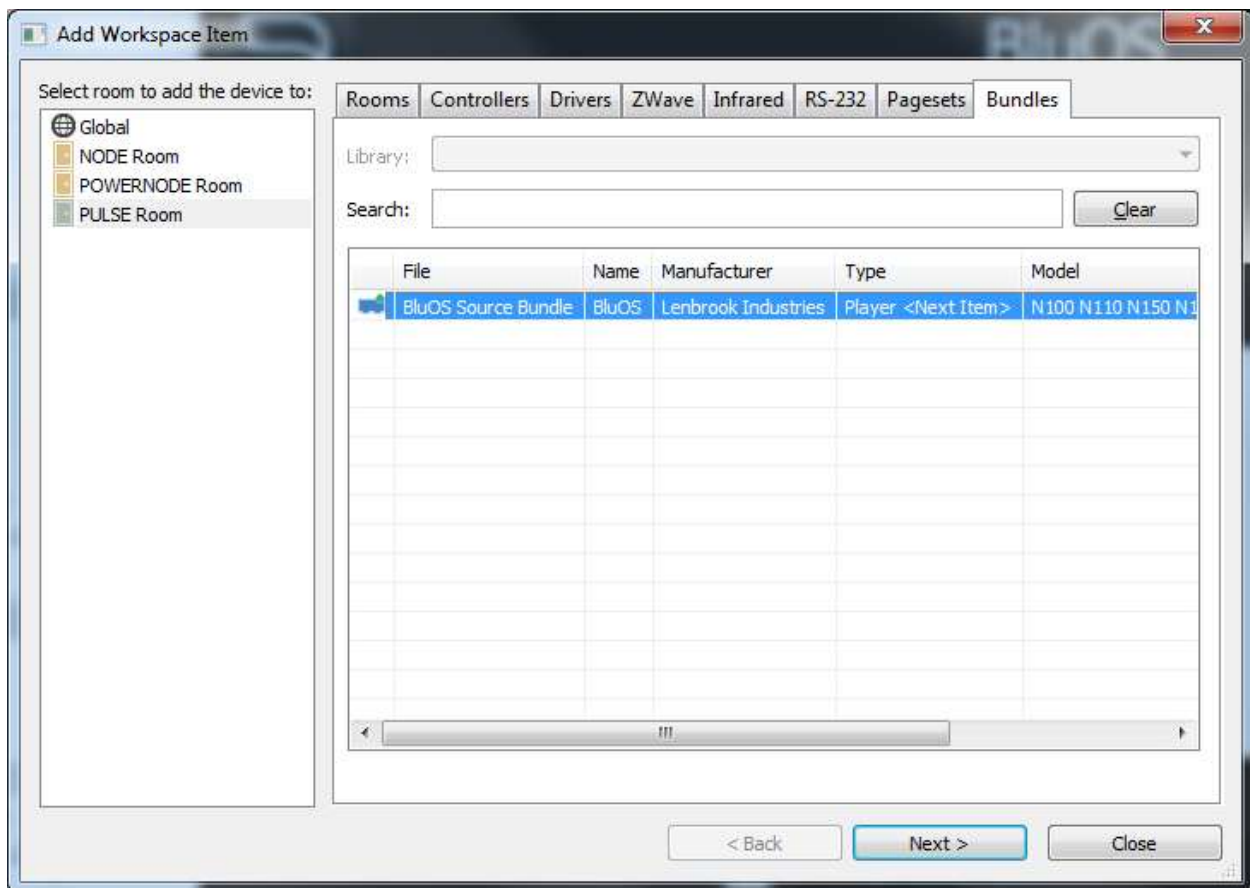 Add Workspace Item
BluOS
Select room to add the device to:
Global
NODE Room
POWERNODE Room
PULSE Room
Rooms Controllers Drivers ZWave Infrared RS-232 Pagesets Bundles
Library:
Search: Clear
File Name Manufacturer Type Model
BluOS Source Bundle BluOS Lenbrook Industries Player <Next Item> N100 N110 N150 N1
< Back Next > Close